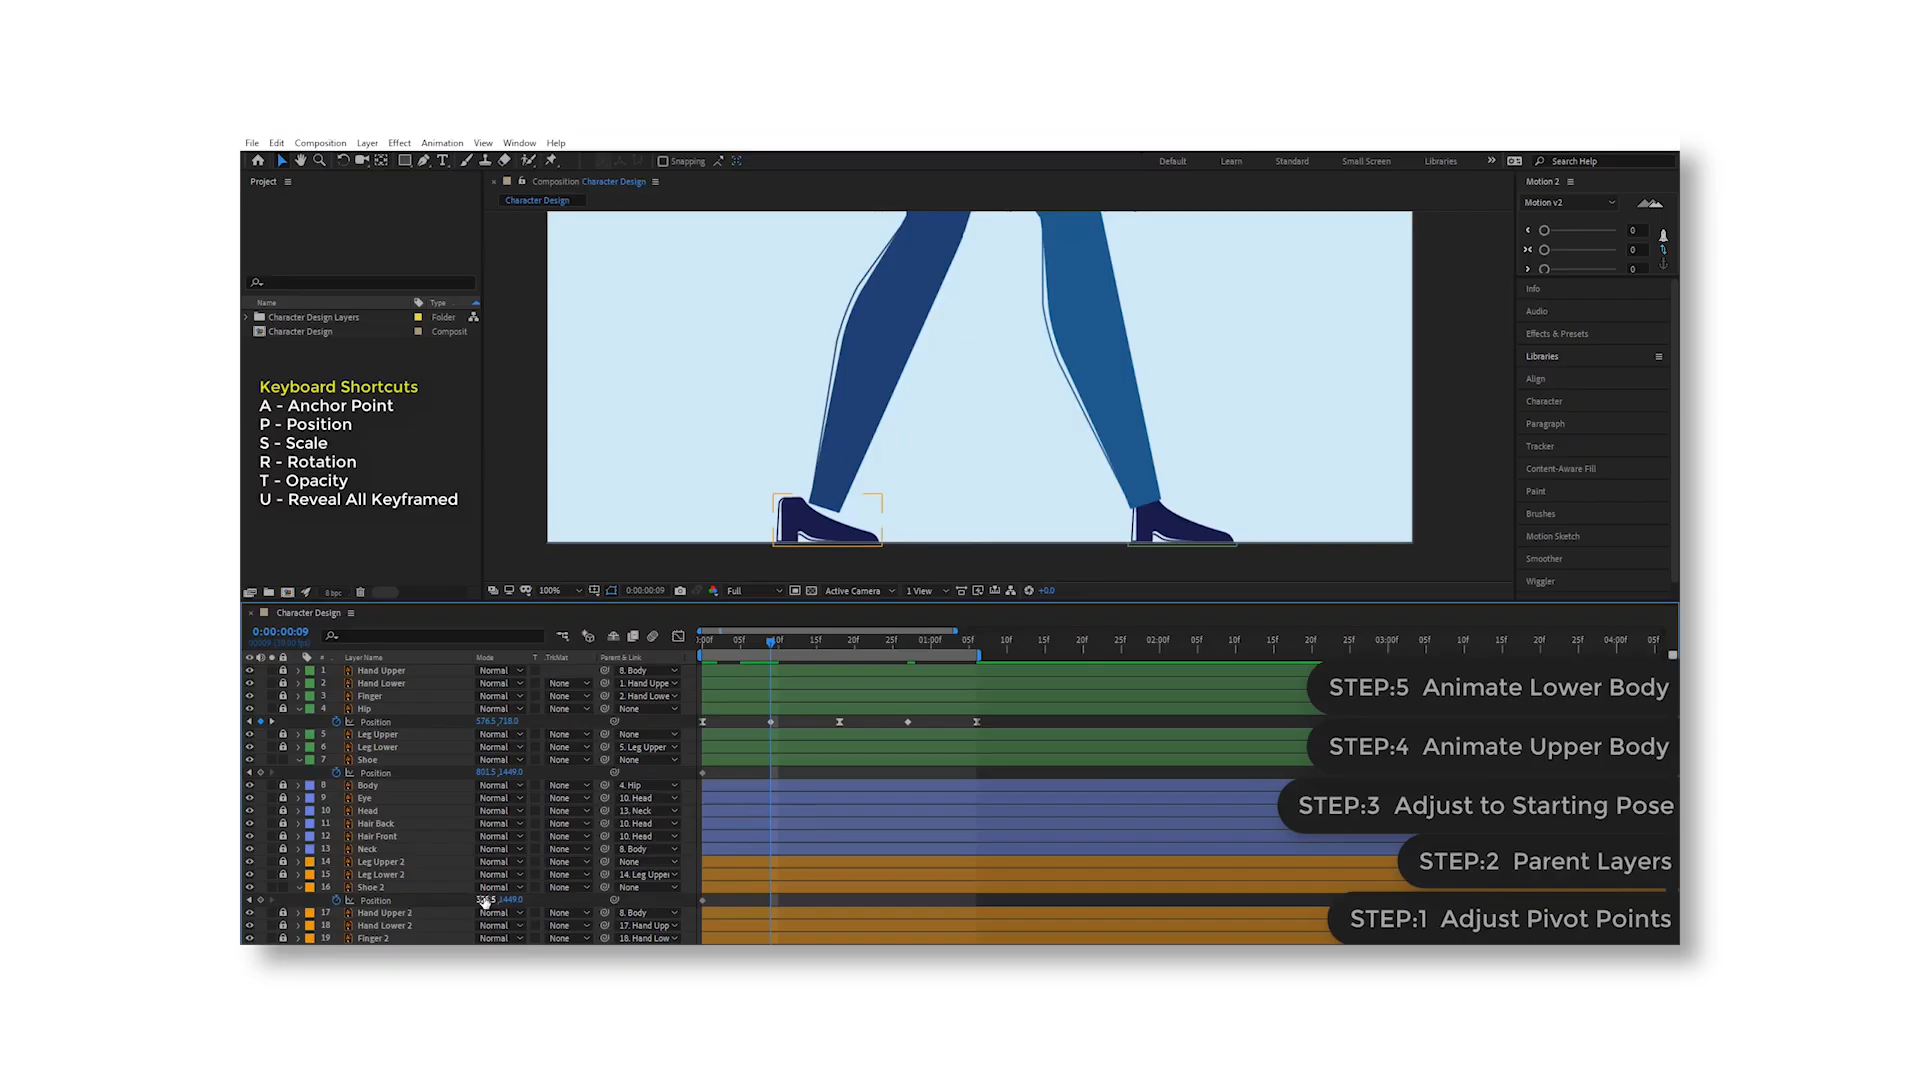 File Edit Composition Layer Effect Animation View Window Help
Snapping Default Learn Standard Small Screen Libraries Search Help
Project
Composition Character Design
Character Design
Motion 2
Motion v2
0
0
0
Name Type
Character Design Layers Folder
Character Design Composit
Keyboard Shortcuts
A - Anchor Point
P - Position
S - Scale
R - Rotation
T - Opacity
U - Reveal All Keyframed
Info
Audio
Effects & Presets
Libraries
Align
Character
Paragraph
Tracker
Content-Aware Fill
Paint
Brushes
Motion Sketch
Smoother
Wiggler
8 bpc
100% 0:00:00:09 Full Active Camera 1 View +0.0
Character Design
0:00:00:09
:00f 05f 10f 15f 20f 25f 01:00f 05f 10f 15f 20f 25f 02:00f 05f 10f 15f 20f 25f 03:00f 05f 10f 15f 20f 25f 04:00f 05f
# Layer Name Mode T .TrkMat Parent & Link
1 Hand Upper Normal 8. Body
2 Hand Lower Normal None 1. Hand Uppe
3 Finger Normal None 2. Hand Lowe
4 Hip Normal None None
Position 576.5,718.0
5 Leg Upper Normal None None
6 Leg Lower Normal None 5. Leg Upper
7 Shoe Normal None None
Position 801.5,1449.0
8 Body Normal None 4. Hip
9 Eye Normal None 10. Head
10 Head Normal None 13. Neck
11 Hair Back Normal None 10. Head
12 Hair Front Normal None 10. Head
13 Neck Normal None 8. Body
14 Leg Upper 2 Normal None None
15 Leg Lower 2 Normal None 14. Leg Upper
16 Shoe 2 Normal None None
Position ,1449.0
17 Hand Upper 2 Normal None 8. Body
18 Hand Lower 2 Normal None 17. Hand Upp
19 Finger 2 Normal None 18. Hand Low
STEP:5 Animate Lower Body
STEP:4 Animate Upper Body
STEP:3 Adjust to Starting Pose
STEP:2 Parent Layers
STEP:1 Adjust Pivot Points